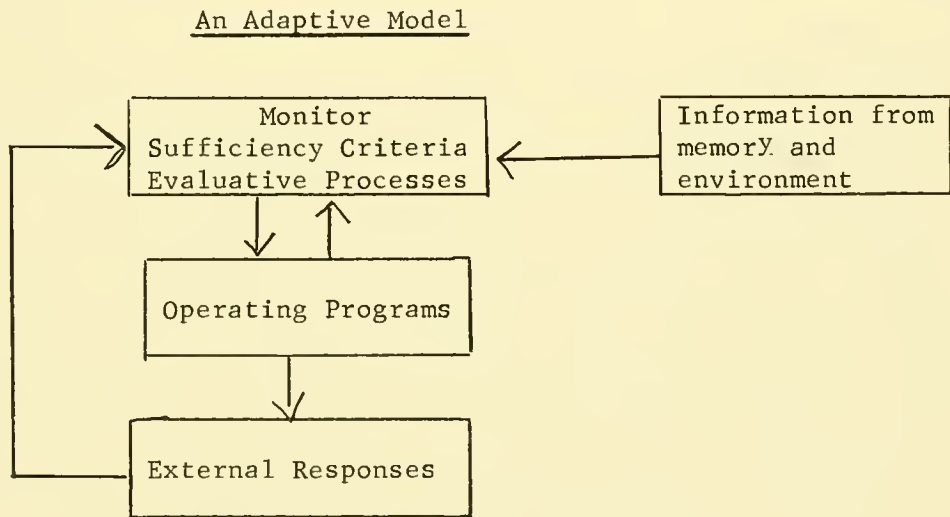 An Adaptive Model
Monitor
Sufficiency Criteria
Evaluative Processes
Information from
memory and
environment
Operating Programs
External Responses